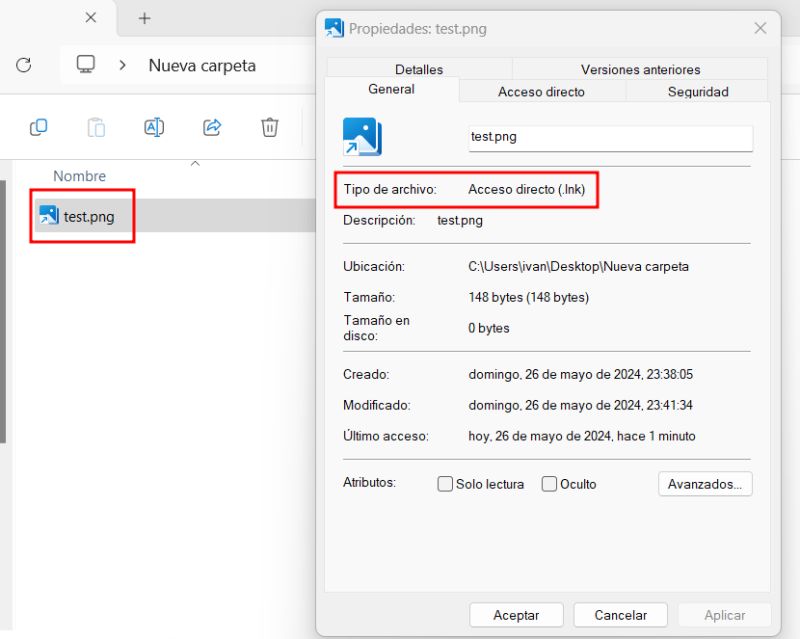 Nueva carpeta
Nombre
test.png
Propiedades: test.png
Detalles
Versiones anteriores
General
Acceso directo
Seguridad
test.png
Tipo de archivo: Acceso directo (.lnk)
Descripción: test.png
Ubicación: C:\Users\ivan\Desktop\Nueva carpeta
Tamaño: 148 bytes (148 bytes)
Tamaño en
disco: 0 bytes
Creado: domingo, 26 de mayo de 2024, 23:38:05
Modificado: domingo, 26 de mayo de 2024, 23:41:34
Último acceso: hoy, 26 de mayo de 2024, hace 1 minuto
Atributos: Solo lectura Oculto Avanzados...
Aceptar Cancelar Aplicar